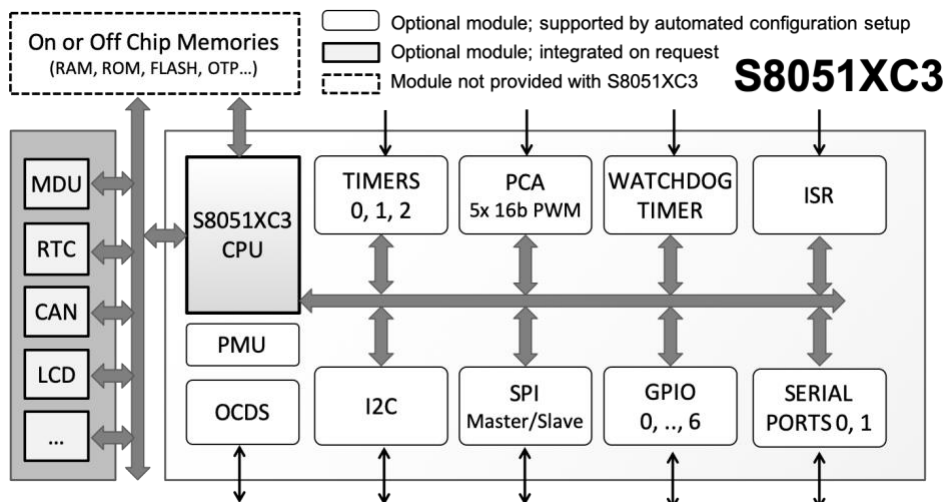 On or Off Chip Memories
(RAM, ROM, FLASH, OTP...)
Optional module; supported by automated configuration setup
Optional module; integrated on request
Module not provided with S8051XC3
S8051XC3
MDU
RTC
CAN
LCD
...
S8051XC3
CPU
PMU
OCDS
TIMERS
0, 1, 2
PCA
5x 16b PWM
WATCHDOG
TIMER
ISR
I2C
SPI
Master/Slave
GPIO
0, .., 6
SERIAL
PORTS 0, 1